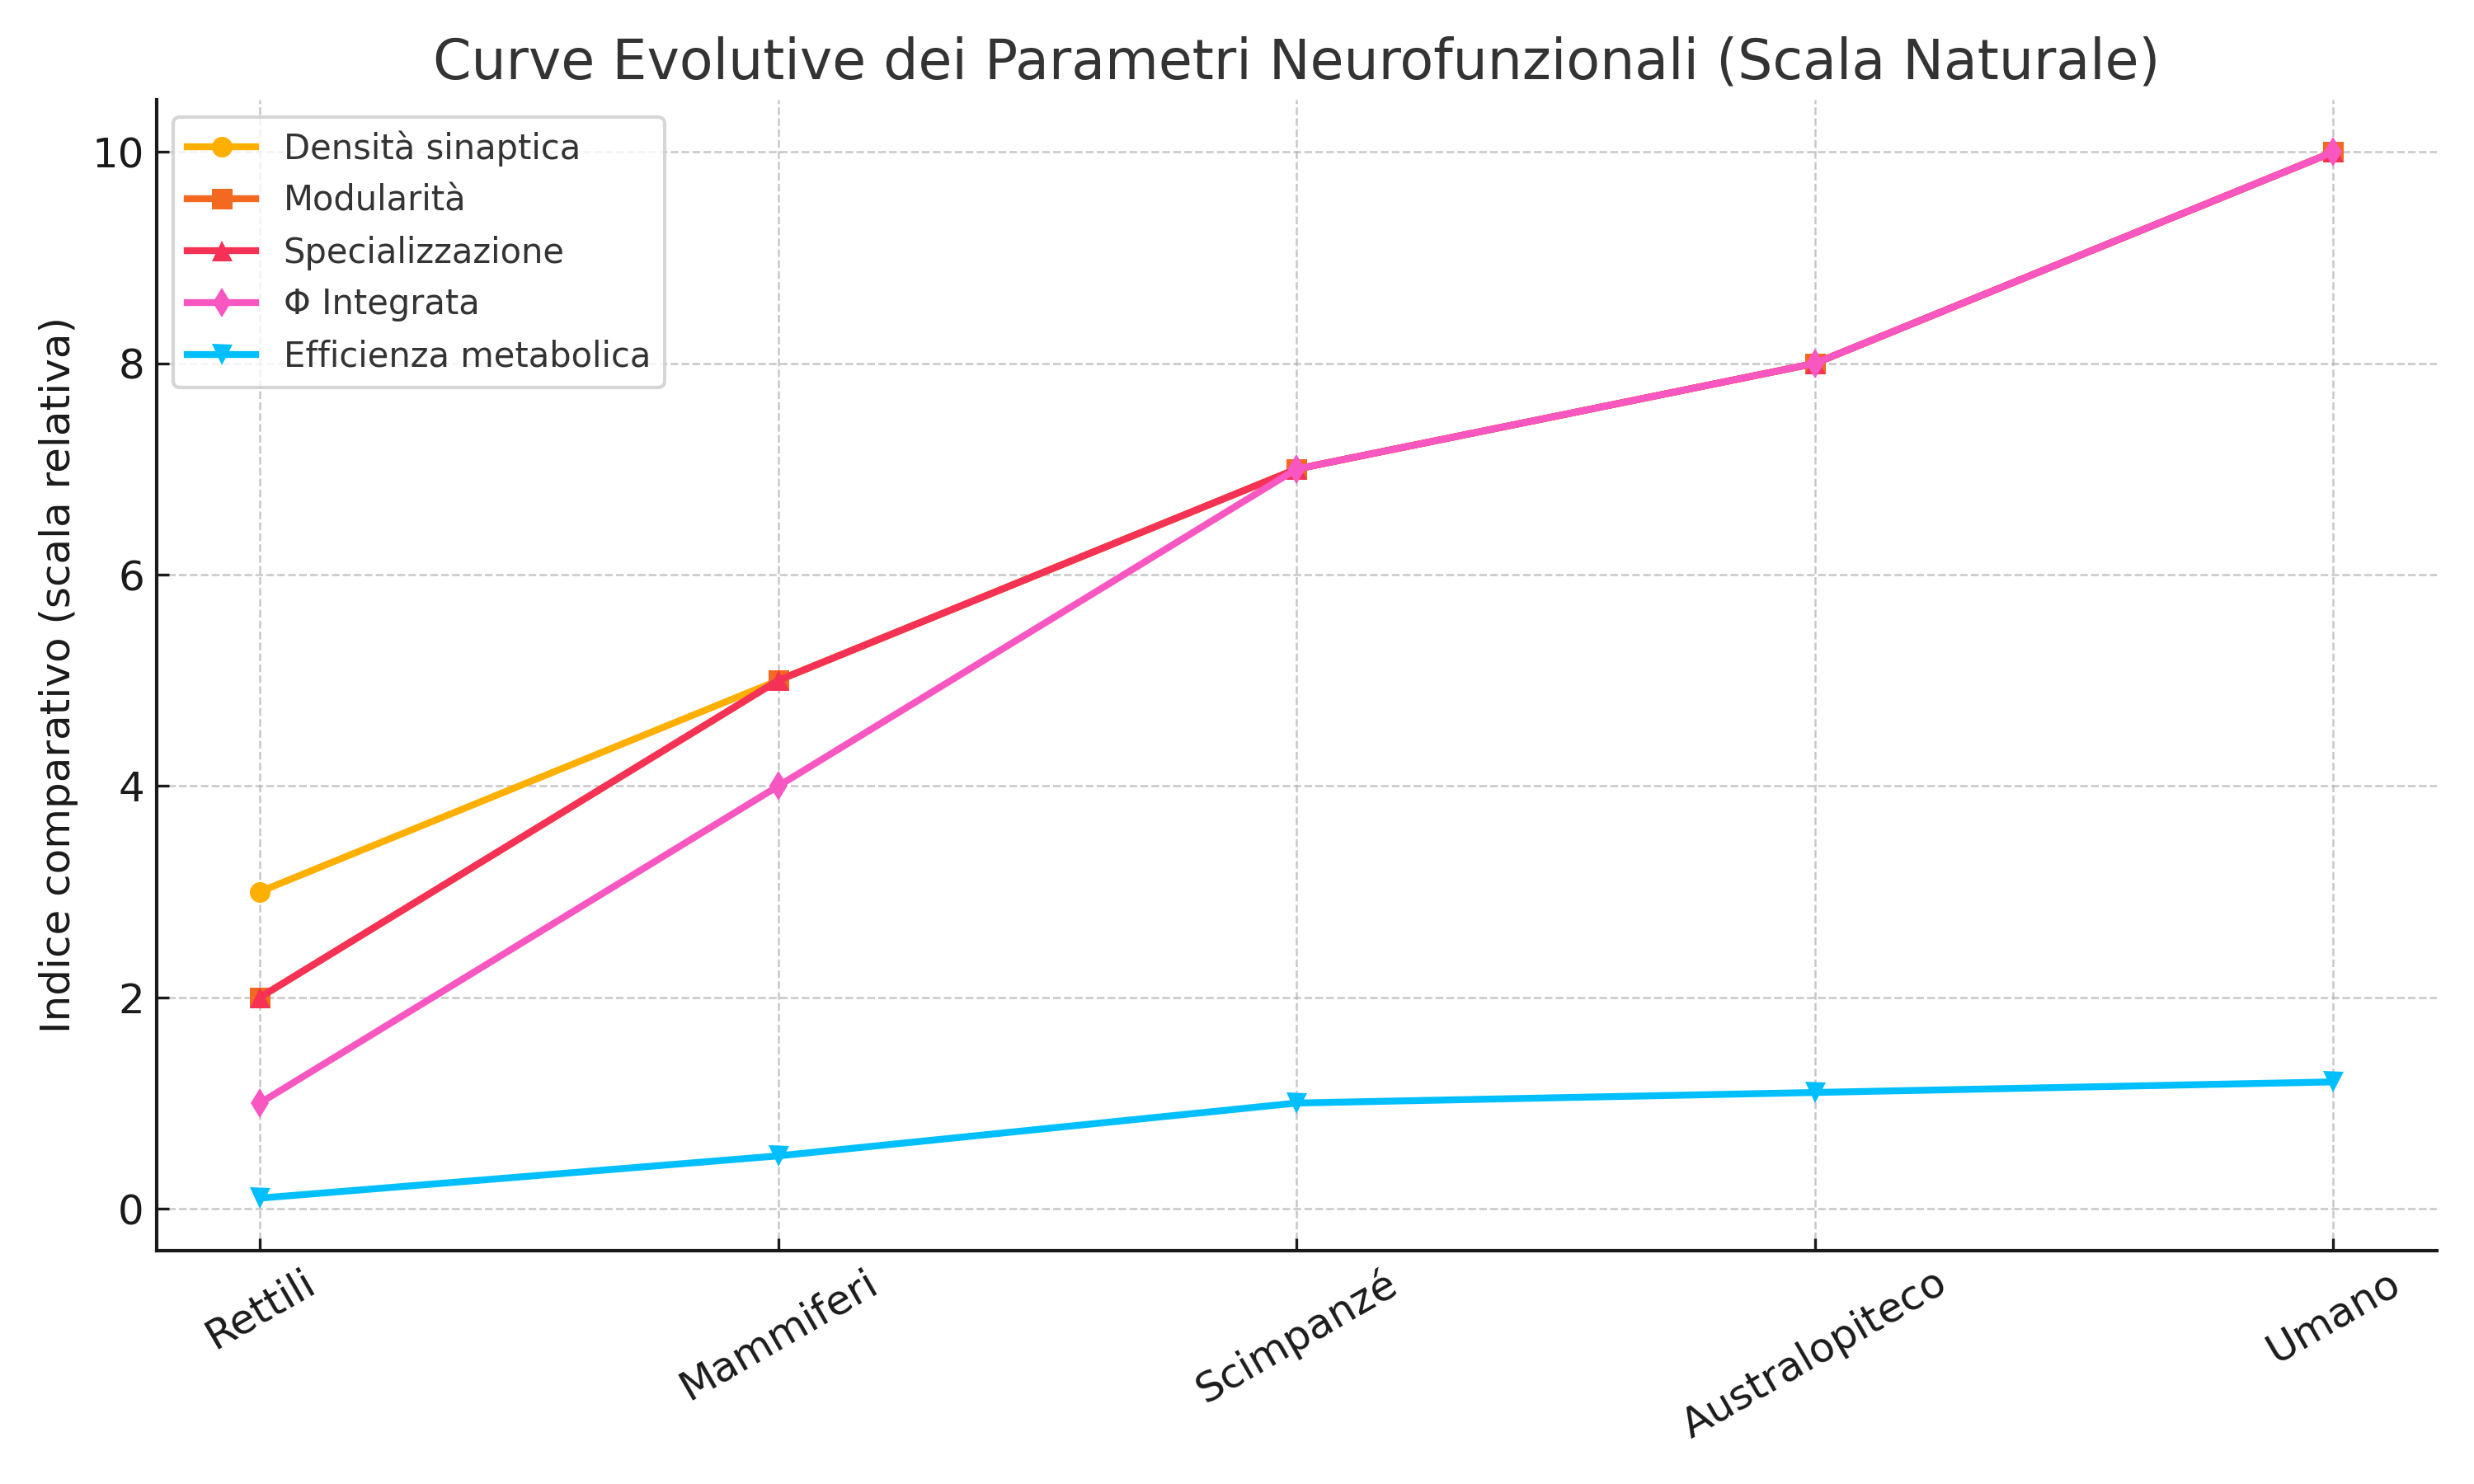 Curve Evolutive dei Parametri Neurofunzionali (Scala Naturale)
Densità sinaptica
Modularità
Specializzazione
Φ Integrata
Efficienza metabolica
Indice comparativo (scala relativa)
10
8
6
4
2
0
Rettili
Mammiferi
Scimpanzé
Australopiteco
Umano